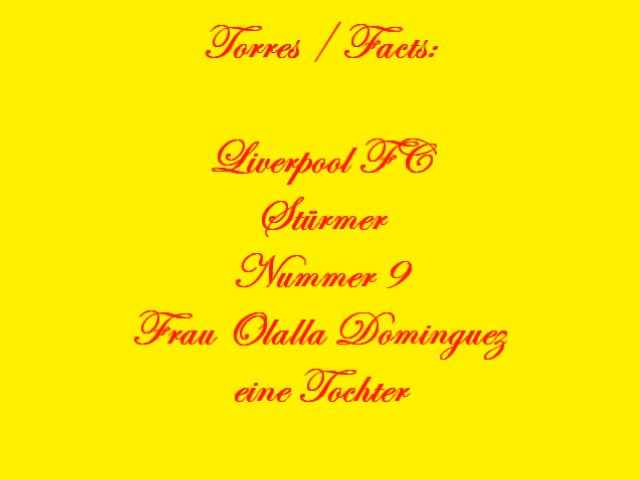 Torres / Facts:
Liverpool FC
Stürmer
Nummer 9
Frau Olalla Dominguez
eine Tochter